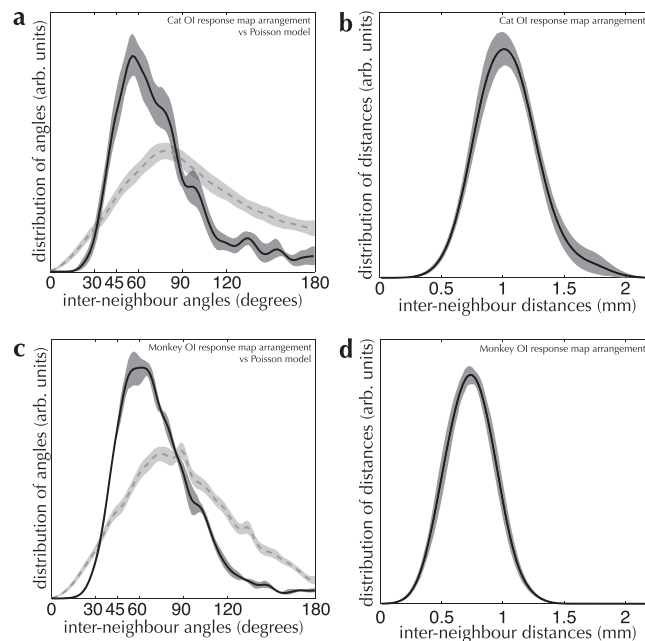 a
Cat OI response map arrangement
vs Poisson model
distribution of angles (arb. units)
0 30 45 60 90 120 180
inter-neighbour angles (degrees)
b
Cat OI response map arrangement
distribution of distances (arb. units)
0 0.5 1 1.5 2
inter-neighbour distances (mm)
c
Monkey OI response map arrangement
vs Poisson model
distribution of angles (arb. units)
0 30 45 60 90 120 180
inter-neighbour angles (degrees)
d
Monkey OI response map arrangement
distribution of distances (arb. units)
0 0.5 1 1.5 2
inter-neighbour distances (mm)